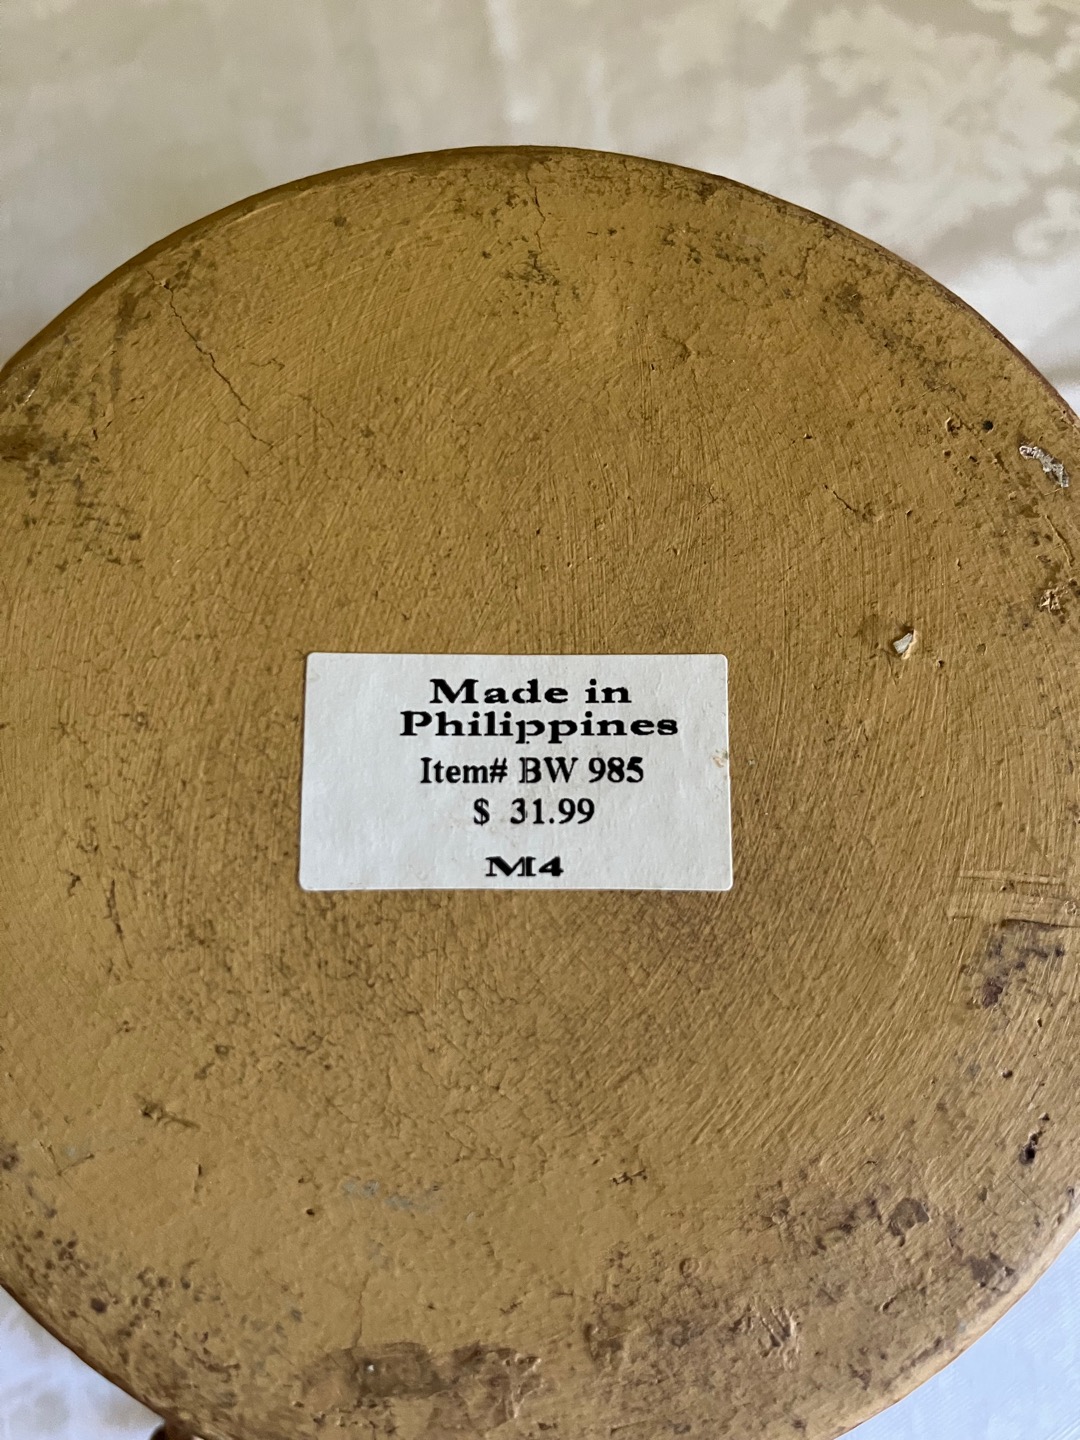 Made in
Philippines
Item# BW 985
$ 31.99
M4